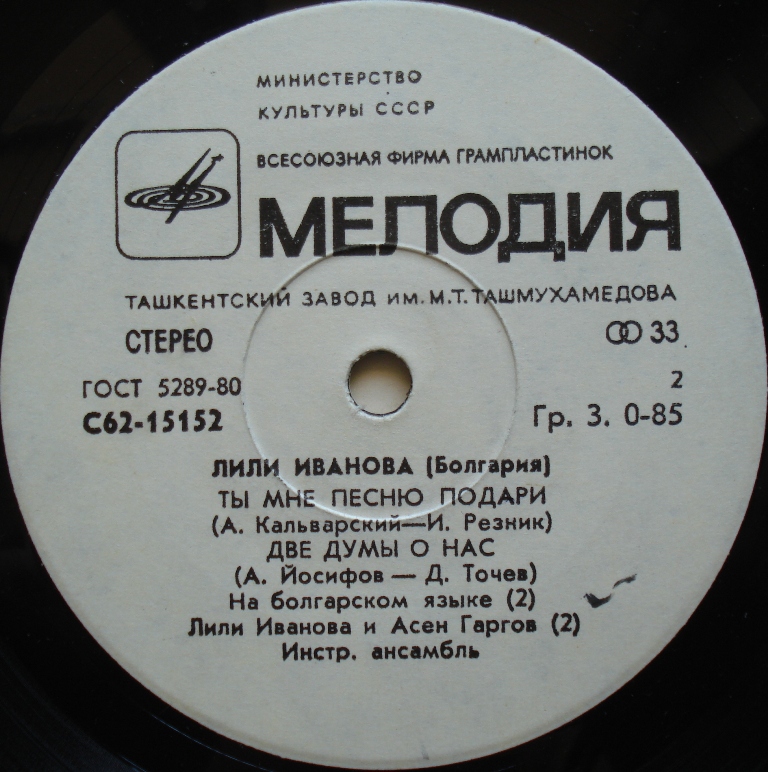 МИНИСТЕРСТВО
КУЛЬТУРЫ СССР
ВСЕСОЮЗНАЯ ФИРМА ГРАМПЛАСТИНОК
МЕЛОДИЯ
ТАШКЕНТСКИЙ ЗАВОД ИМ. М.Т. ТАШМУХАМЕДОВА
СТЕРЕО 33
ГОСТ 5289-80 2
С62-15152 Гр. 3. 0-85
ЛИЛИ ИВАНОВА (Болгария)
ТЫ МНЕ ПЕСНЮ ПОДАРИ
(А. Кальварский—И. Резник)
ДВЕ ДУМЫ О НАС
(А. Йосифов — Д. Точев)
На болгарском языке (2)
Лили Иванова и Асен Гаргов (2)
Инстр. ансамбль